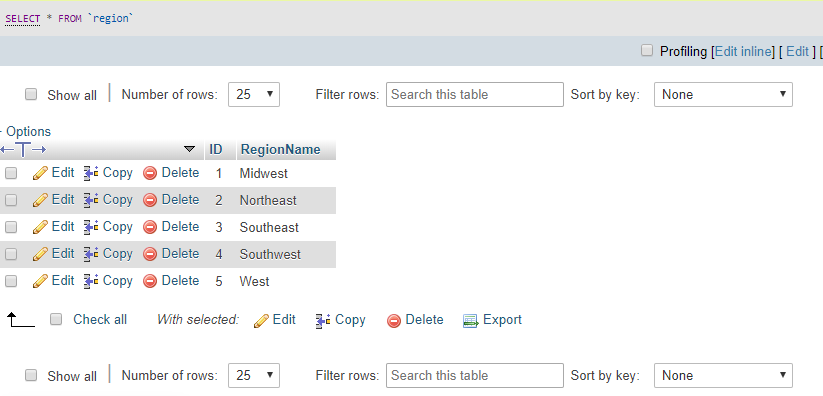 SELECT * FROM `region`
Profiling [Edit inline] [ Edit ] [
Show all Number of rows: 25 Filter rows: Search this table Sort by key: None
+ Options
←T→ ID RegionName
Edit Copy Delete 1 Midwest
Edit Copy Delete 2 Northeast
Edit Copy Delete 3 Southeast
Edit Copy Delete 4 Southwest
Edit Copy Delete 5 West
Check all With selected: Edit Copy Delete Export
Show all Number of rows: 25 Filter rows: Search this table Sort by key: None